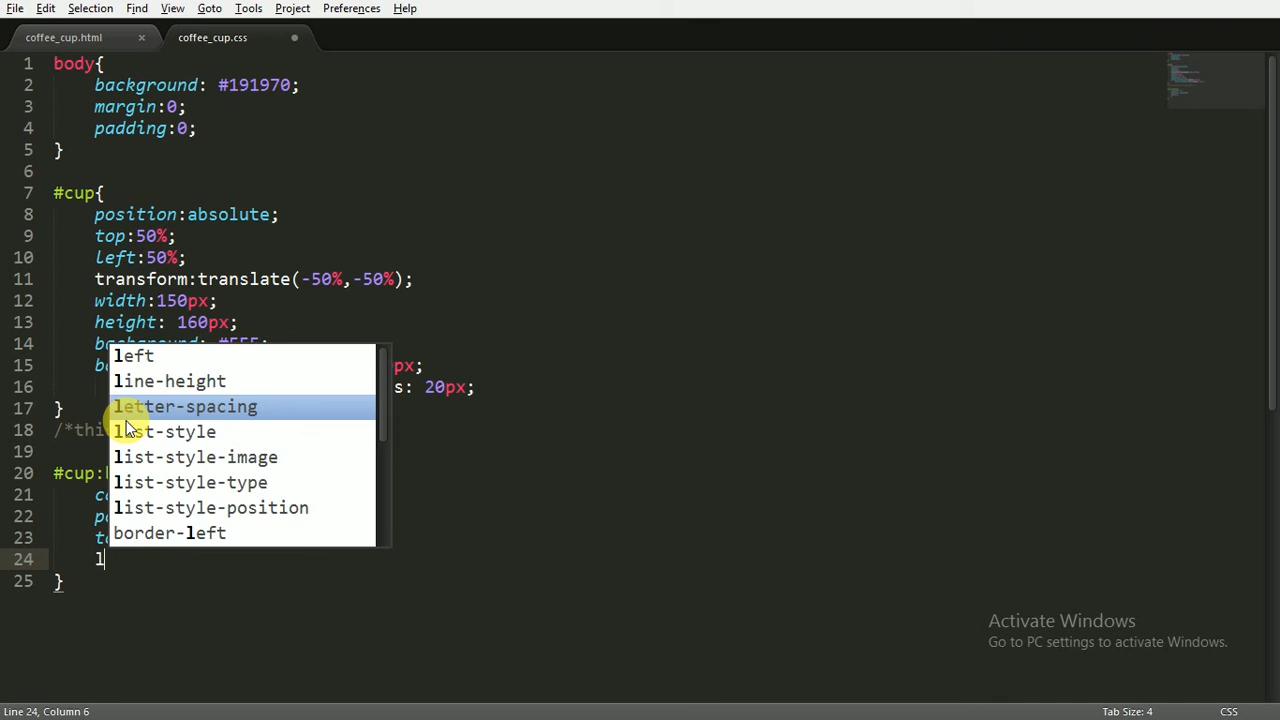 File Edit Selection View Goto Tools Project Preferences Help
coffee_cup.html × coffee_cup.css
1 body{
2 background: #191970;
3 margin:0;
4 padding:0;
5 }
6
7 #cup{
8 position:absolute;
9 top:50%;
10 left:50%;
11 transform:translate(-50%,-50%);
12 width:150px;
13 height: 160px;
14
15 px;
16 s: 20px;
17 }
18 /*thi
19
20 #cup:
21 co
22 po
23 to
24 l
25 }
left
line-height
letter-spacing
list-style
list-style-image
list-style-type
list-style-position
border-left
Activate Windows
Go to PC settings to activate Windows.
Line 24, Column 6 Tab Size: 4 CSS